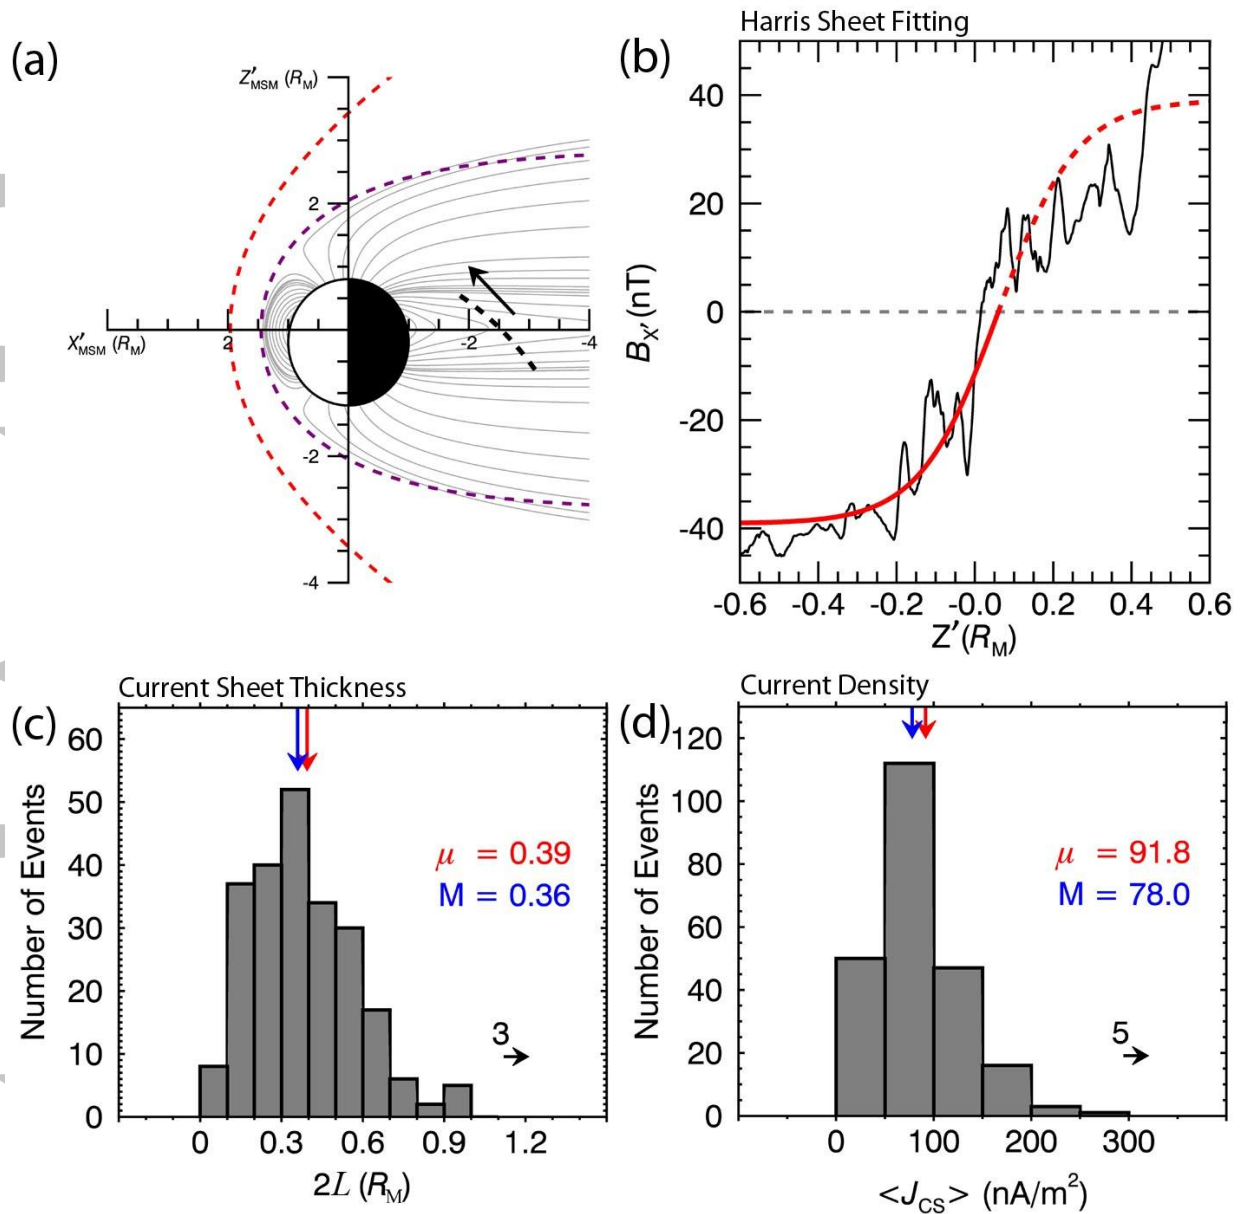 (a)
Z′MSM (RM)
2
X′MSM (RM)
2
-2
-4
-2
-4
Harris Sheet Fitting
(b)
40
20
0
-20
-40
BX′ (nT)
-0.6 -0.4 -0.2 -0.0 0.2 0.4 0.6
Z′(RM)
Current Sheet Thickness
(c)
60
50
40
30
20
10
0
Number of Events
μ = 0.39
M = 0.36
3
0 0.3 0.6 0.9 1.2
2L (RM)
Current Density
(d)
120
100
80
60
40
20
0
Number of Events
μ = 91.8
M = 78.0
5
0 100 200 300
<JCS> (nA/m²)